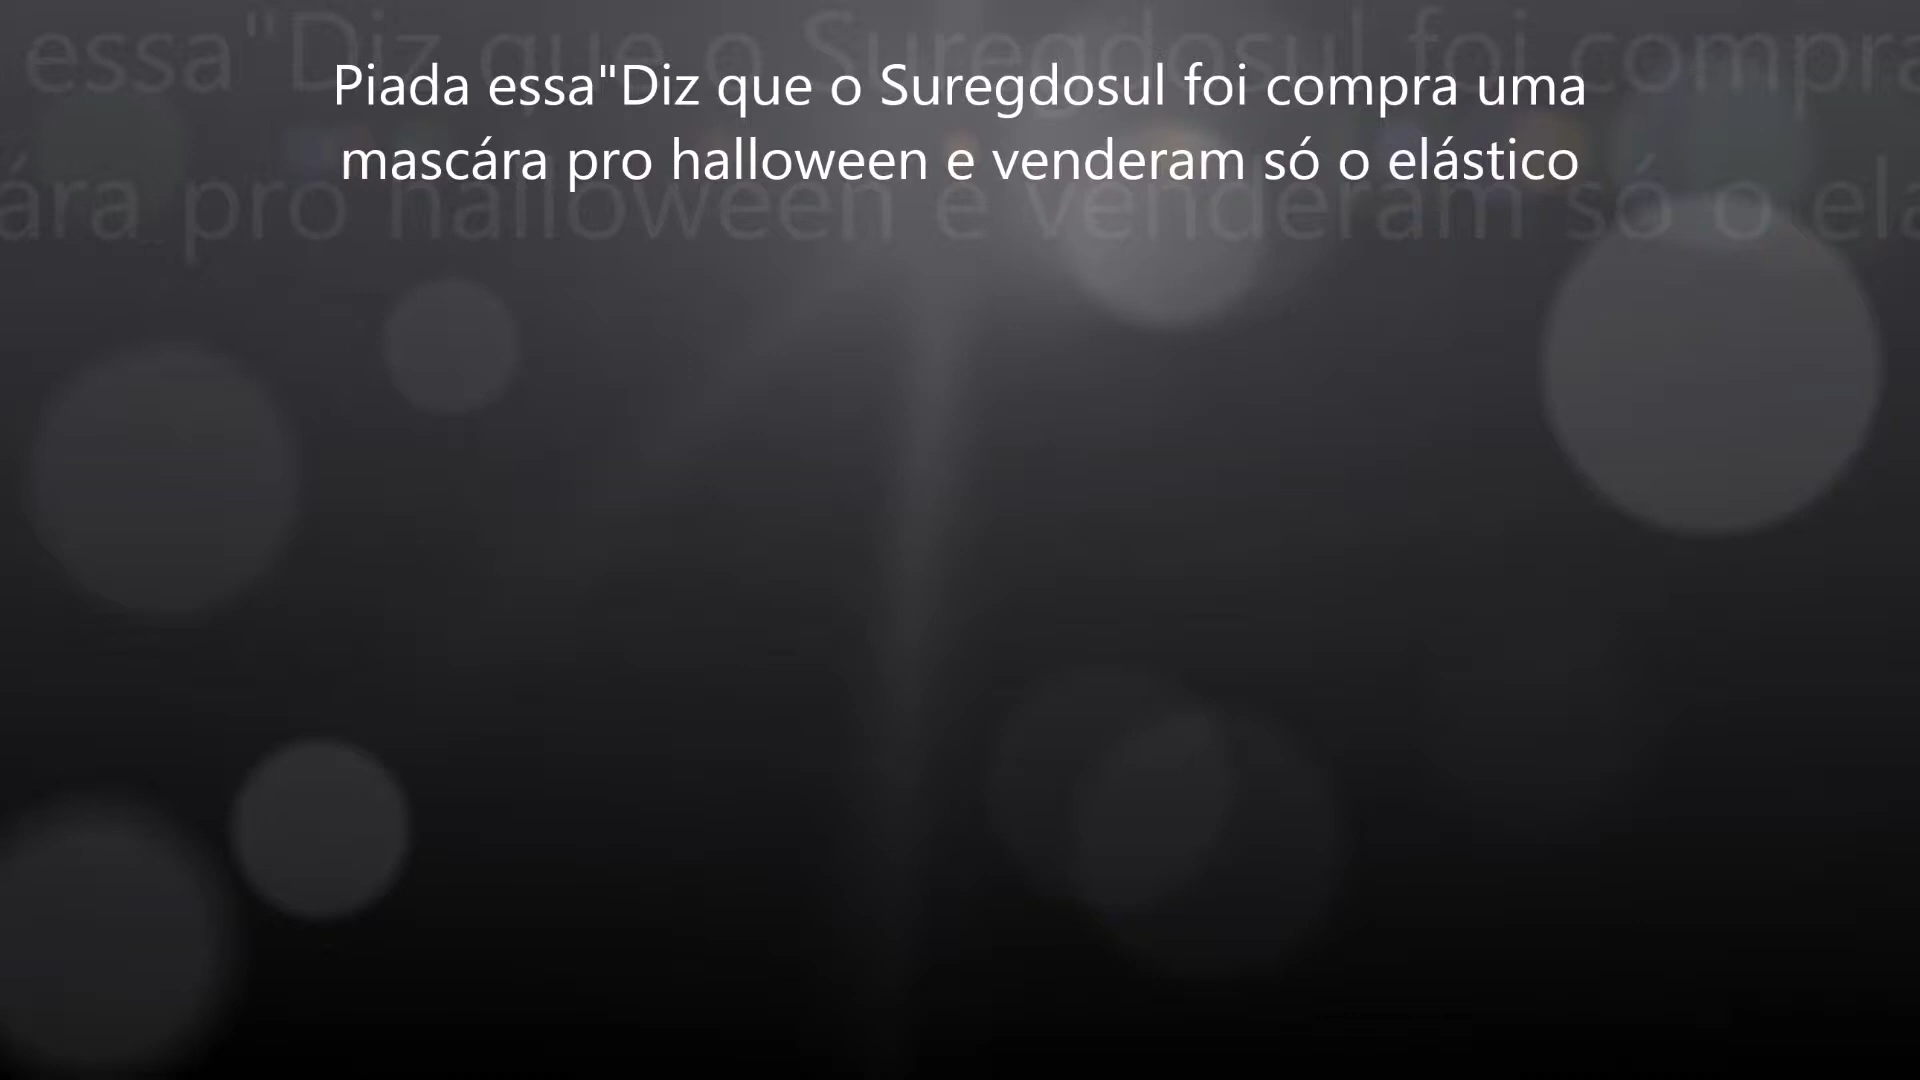 Piada essa"Diz que o Suregdosul foi compra uma
mascára pro halloween e venderam só o elástico